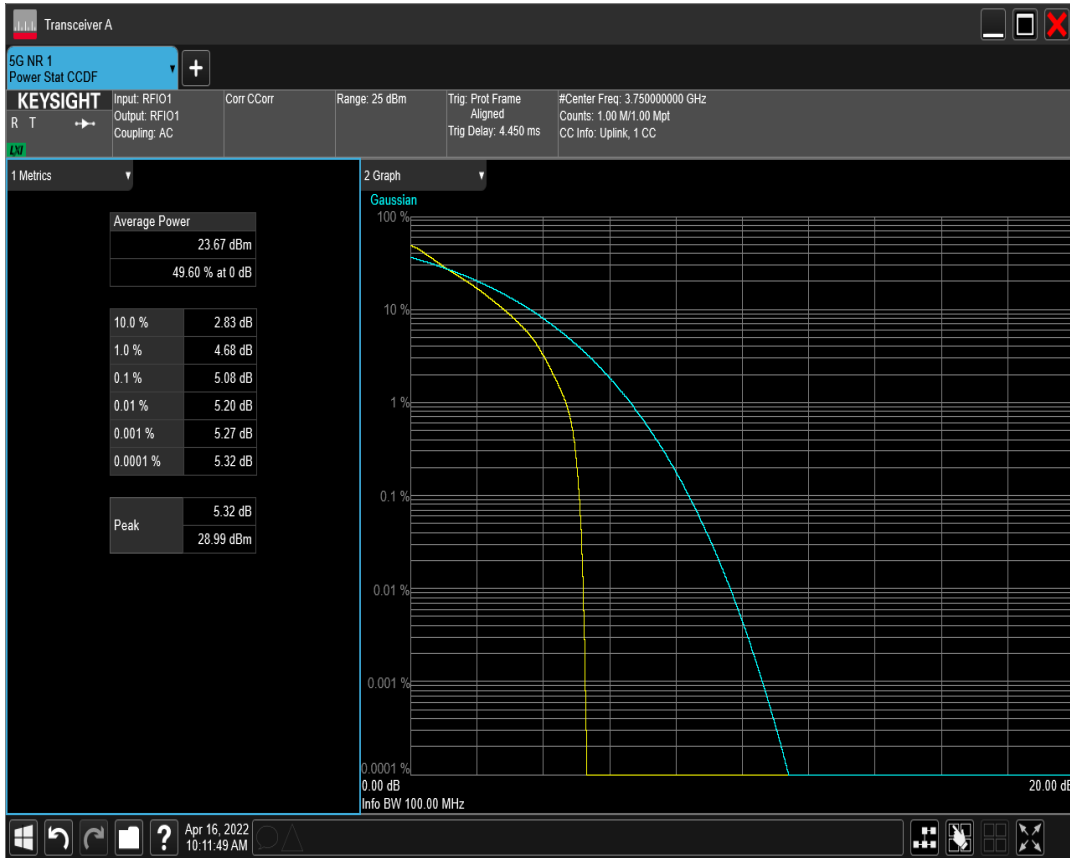 Transceiver A
5G NR 1
Power Stat CCDF
KEYSIGHT
R T
LXI
Input: RFIO1
Output: RFIO1
Coupling: AC
Corr CCorr
Range: 25 dBm
Trig: Prot Frame
Aligned
Trig Delay: 4.450 ms
#Center Freq: 3.750000000 GHz
Counts: 1.00 M/1.00 Mpt
CC Info: Uplink, 1 CC
1 Metrics
Average Power
23.67 dBm
49.60 % at 0 dB
10.0 % 2.83 dB
1.0 % 4.68 dB
0.1 % 5.08 dB
0.01 % 5.20 dB
0.001 % 5.27 dB
0.0001 % 5.32 dB
Peak
5.32 dB
28.99 dBm
2 Graph
Gaussian
100 %
10 %
1 %
0.1 %
0.01 %
0.001 %
0.0001 %
0.00 dB 20.00 dB
Info BW 100.00 MHz
?
Apr 16, 2022
10:11:49 AM